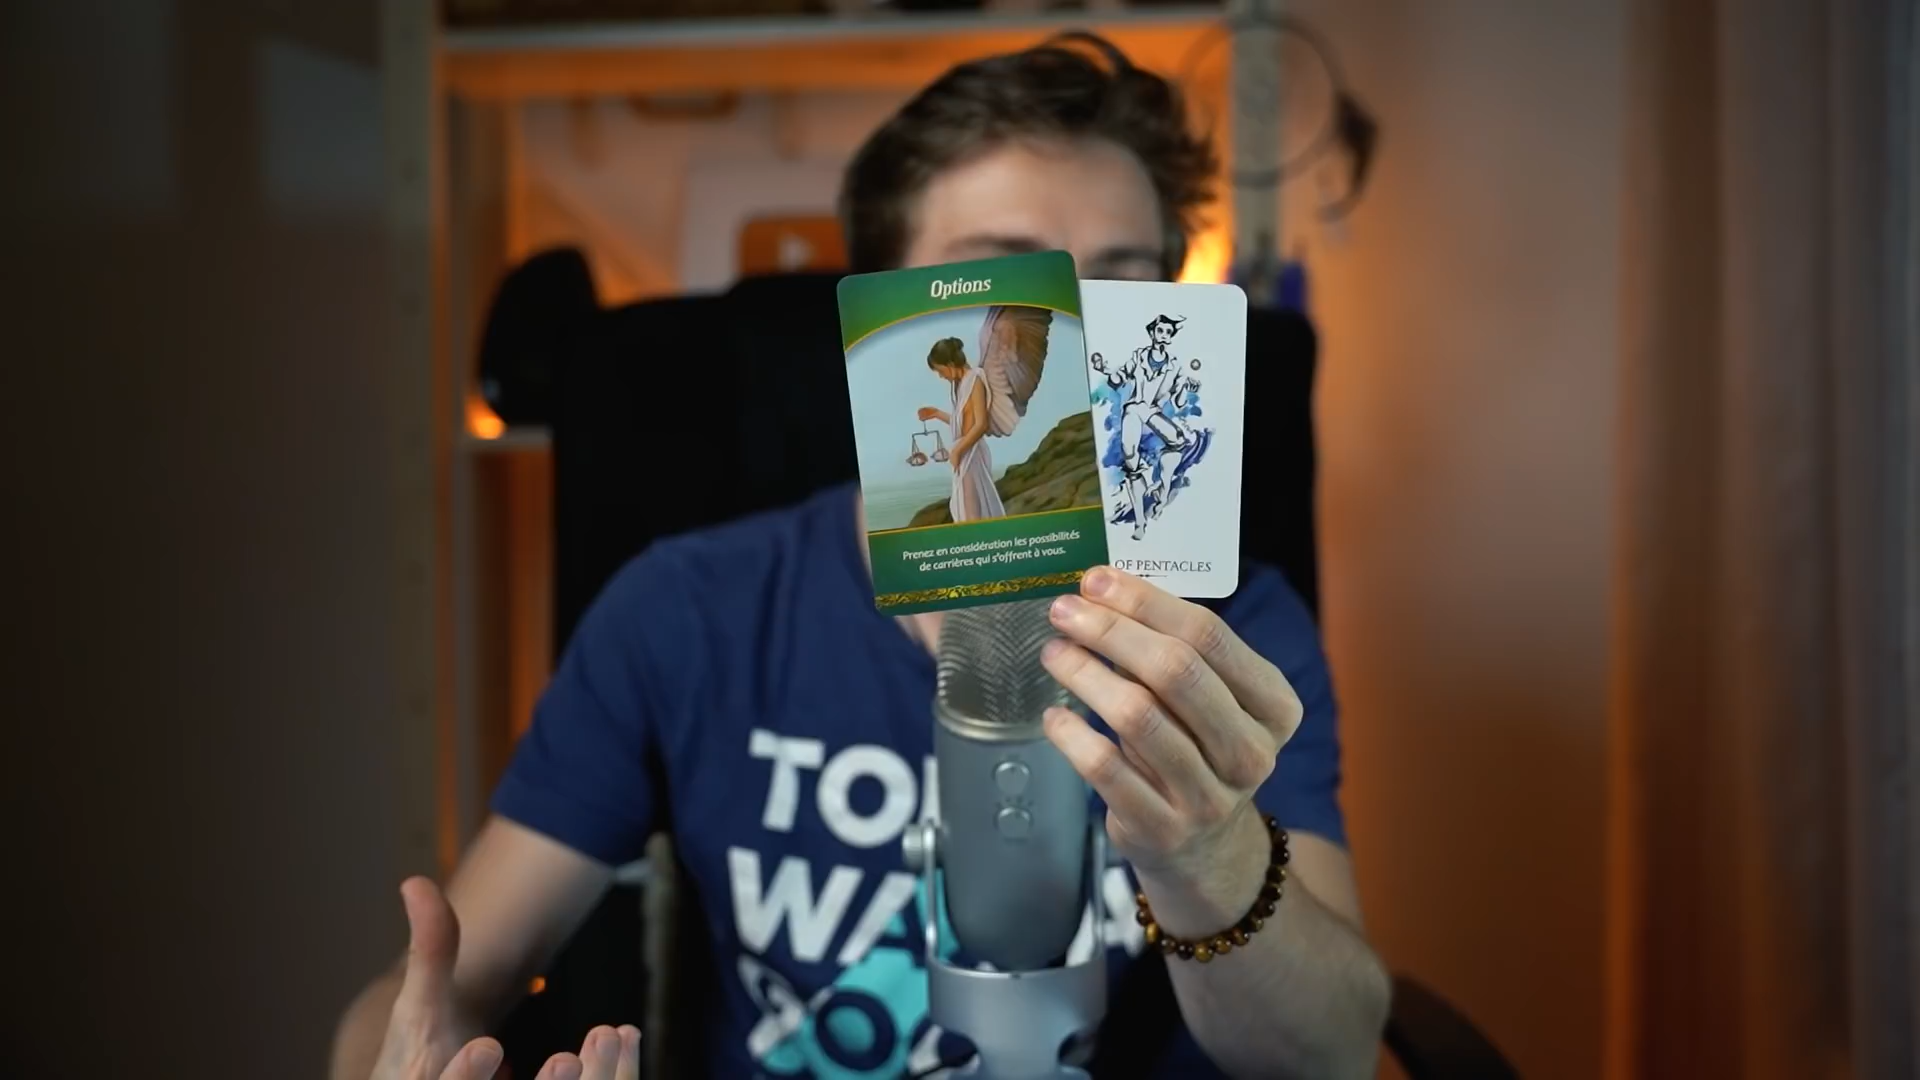 Options
Prenez en considération les possibilités
de carrières qui s'offrent à vous.
OF PENTACLES